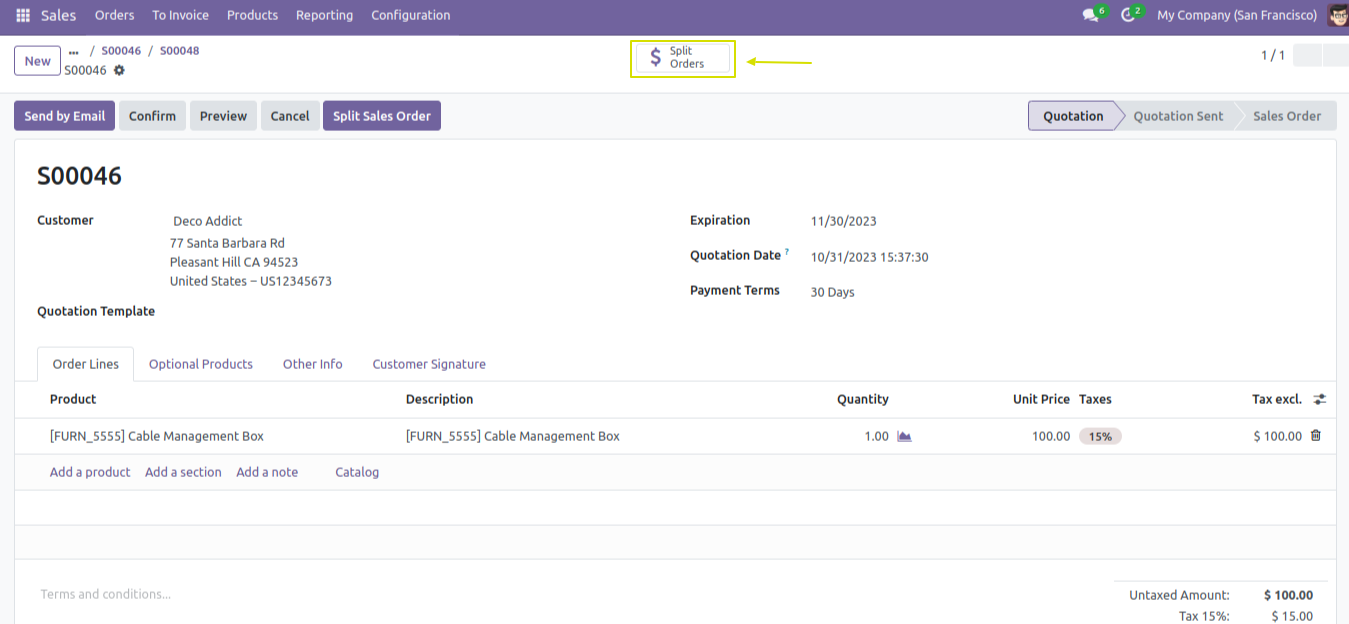 Sales Orders To Invoice Products Reporting Configuration 6 2 My Company (San Francisco)
New ... / S00046 / S00048
S00046
$ Split Orders
1 / 1
Send by Email Confirm Preview Cancel Split Sales Order Quotation Quotation Sent Sales Order
S00046
Customer Deco Addict
77 Santa Barbara Rd
Pleasant Hill CA 94523
United States – US12345673
Quotation Template
Expiration 11/30/2023
Quotation Date ? 10/31/2023 15:37:30
Payment Terms 30 Days
Order Lines Optional Products Other Info Customer Signature
Product Description Quantity Unit Price Taxes Tax excl.
[FURN_5555] Cable Management Box [FURN_5555] Cable Management Box 1.00 100.00 15% $ 100.00
Add a product Add a section Add a note Catalog
Terms and conditions...
Untaxed Amount: $ 100.00
Tax 15%: $ 15.00